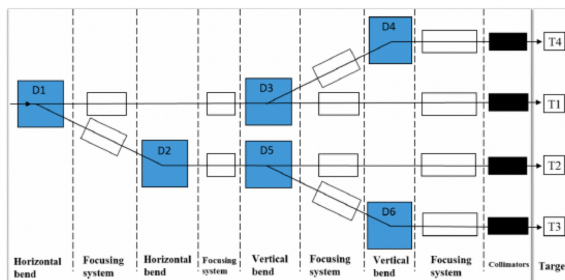 D4
T4
D1
D3
T1
D2
D5
T2
D6
T3
Horizontal
bend
Focusing
system
Horizontal
bend
Focusing
system
Vertical
bend
Focusing
system
Vertical
bend
Focusing
system
Collimators
Target